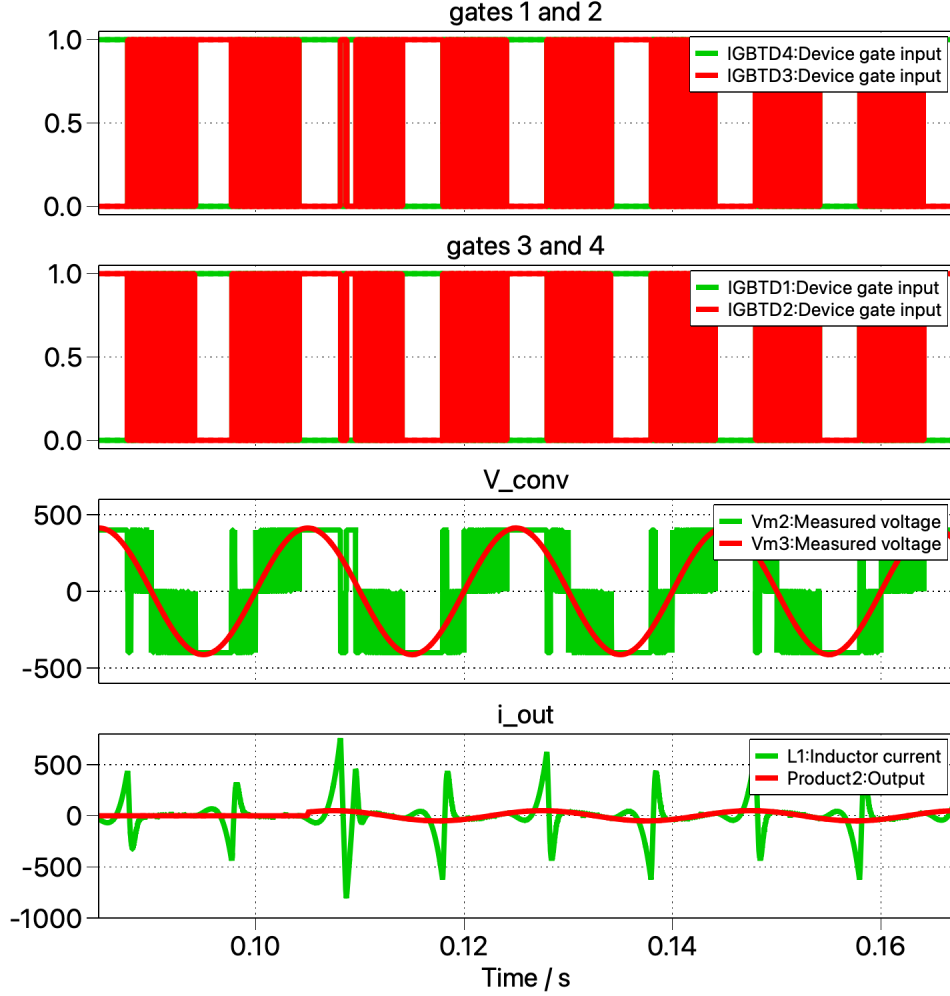 gates 1 and 2
1.0
IGBTD4:Device gate input
IGBTD3:Device gate input
0.5
0.0
gates 3 and 4
1.0
IGBTD1:Device gate input
IGBTD2:Device gate input
0.5
0.0
V_conv
500
Vm2:Measured voltage
Vm3:Measured voltage
0
-500
i_out
500
L1:Inductor current
Product2:Output
0
-500
-1000
0.10 0.12 0.14 0.16
Time / s